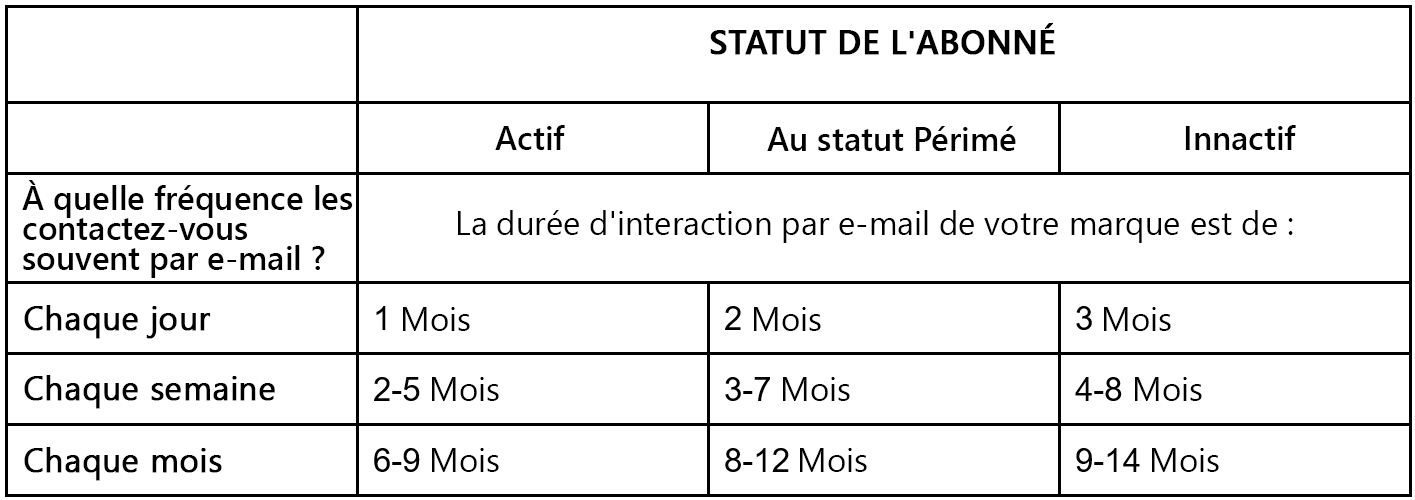 STATUT DE L'ABONNÉ
Actif
Au statut Périmé
Innactif
À quelle fréquence les
contactez-vous
souvent par e-mail ?
La durée d'interaction par e-mail de votre marque est de :
Chaque jour
1 Mois
2 Mois
3 Mois
Chaque semaine
2-5 Mois
3-7 Mois
4-8 Mois
Chaque mois
6-9 Mois
8-12 Mois
9-14 Mois